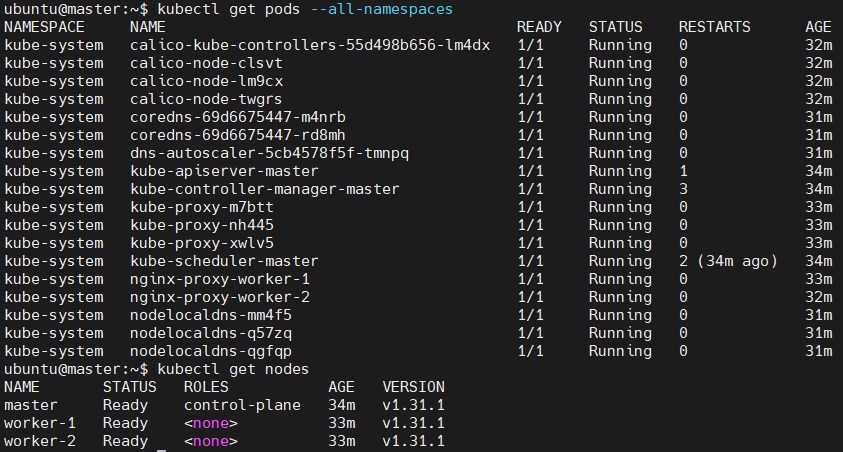 ubuntu@master:~$ kubectl get pods --all-namespaces
NAMESPACE     NAME                                       READY   STATUS    RESTARTS      AGE
kube-system   calico-kube-controllers-55d498b656-lm4dx   1/1     Running   0             32m
kube-system   calico-node-clsvt                          1/1     Running   0             32m
kube-system   calico-node-lm9cx                          1/1     Running   0             32m
kube-system   calico-node-twgrs                          1/1     Running   0             32m
kube-system   coredns-69d6675447-m4nrb                   1/1     Running   0             31m
kube-system   coredns-69d6675447-rd8mh                   1/1     Running   0             31m
kube-system   dns-autoscaler-5cb4578f5f-tmnpq            1/1     Running   0             31m
kube-system   kube-apiserver-master                      1/1     Running   1             34m
kube-system   kube-controller-manager-master             1/1     Running   3             34m
kube-system   kube-proxy-m7btt                           1/1     Running   0             33m
kube-system   kube-proxy-nh445                           1/1     Running   0             33m
kube-system   kube-proxy-xwlv5                           1/1     Running   0             33m
kube-system   kube-scheduler-master                      1/1     Running   2 (34m ago)   34m
kube-system   nginx-proxy-worker-1                       1/1     Running   0             33m
kube-system   nginx-proxy-worker-2                       1/1     Running   0             32m
kube-system   nodelocaldns-mm4f5                         1/1     Running   0             31m
kube-system   nodelocaldns-q57zq                         1/1     Running   0             31m
kube-system   nodelocaldns-qgfqp                         1/1     Running   0             31m
ubuntu@master:~$ kubectl get nodes
NAME       STATUS   ROLES           AGE   VERSION
master     Ready    control-plane   34m   v1.31.1
worker-1   Ready    <none>          33m   v1.31.1
worker-2   Ready    <none>          33m   v1.31.1